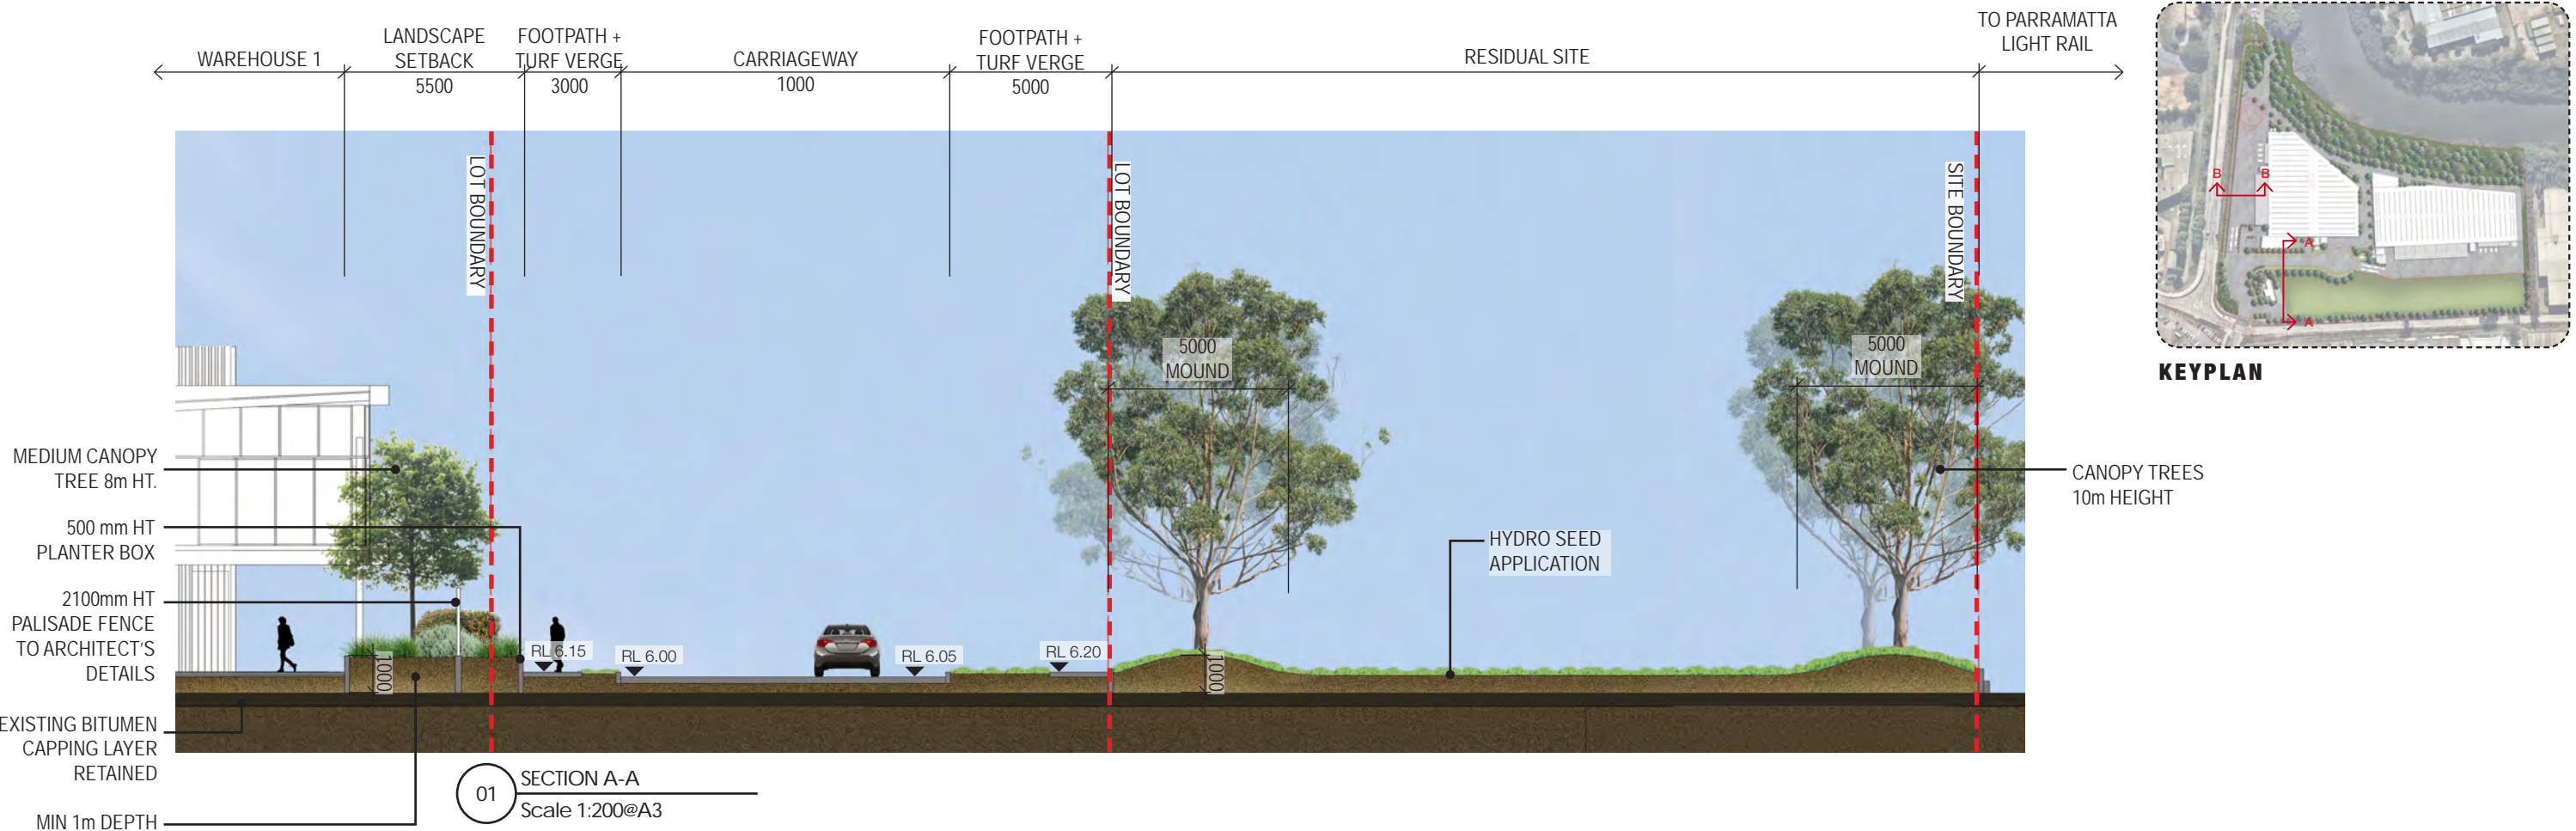 WAREHOUSE 1
LANDSCAPE
SETBACK
5500
FOOTPATH +
TURF VERGE
3000
CARRIAGEWAY
1000
FOOTPATH +
TURF VERGE
5000
RESIDUAL SITE
TO PARRAMATTA
LIGHT RAIL
LOT BOUNDARY
LOT BOUNDARY
SITE BOUNDARY
5000
MOUND
5000
MOUND
MEDIUM CANOPY
TREE 8m HT.
500 mm HT
PLANTER BOX
2100mm HT
PALISADE FENCE
TO ARCHITECT'S
DETAILS
EXISTING BITUMEN
CAPPING LAYER
RETAINED
MIN 1m DEPTH
1000
RL 6.15
RL 6.00
RL 6.05
RL 6.20
1000
HYDRO SEED
APPLICATION
CANOPY TREES
10m HEIGHT
01
SECTION A-A
Scale 1:200@A3
B
B
A
A
KEYPLAN